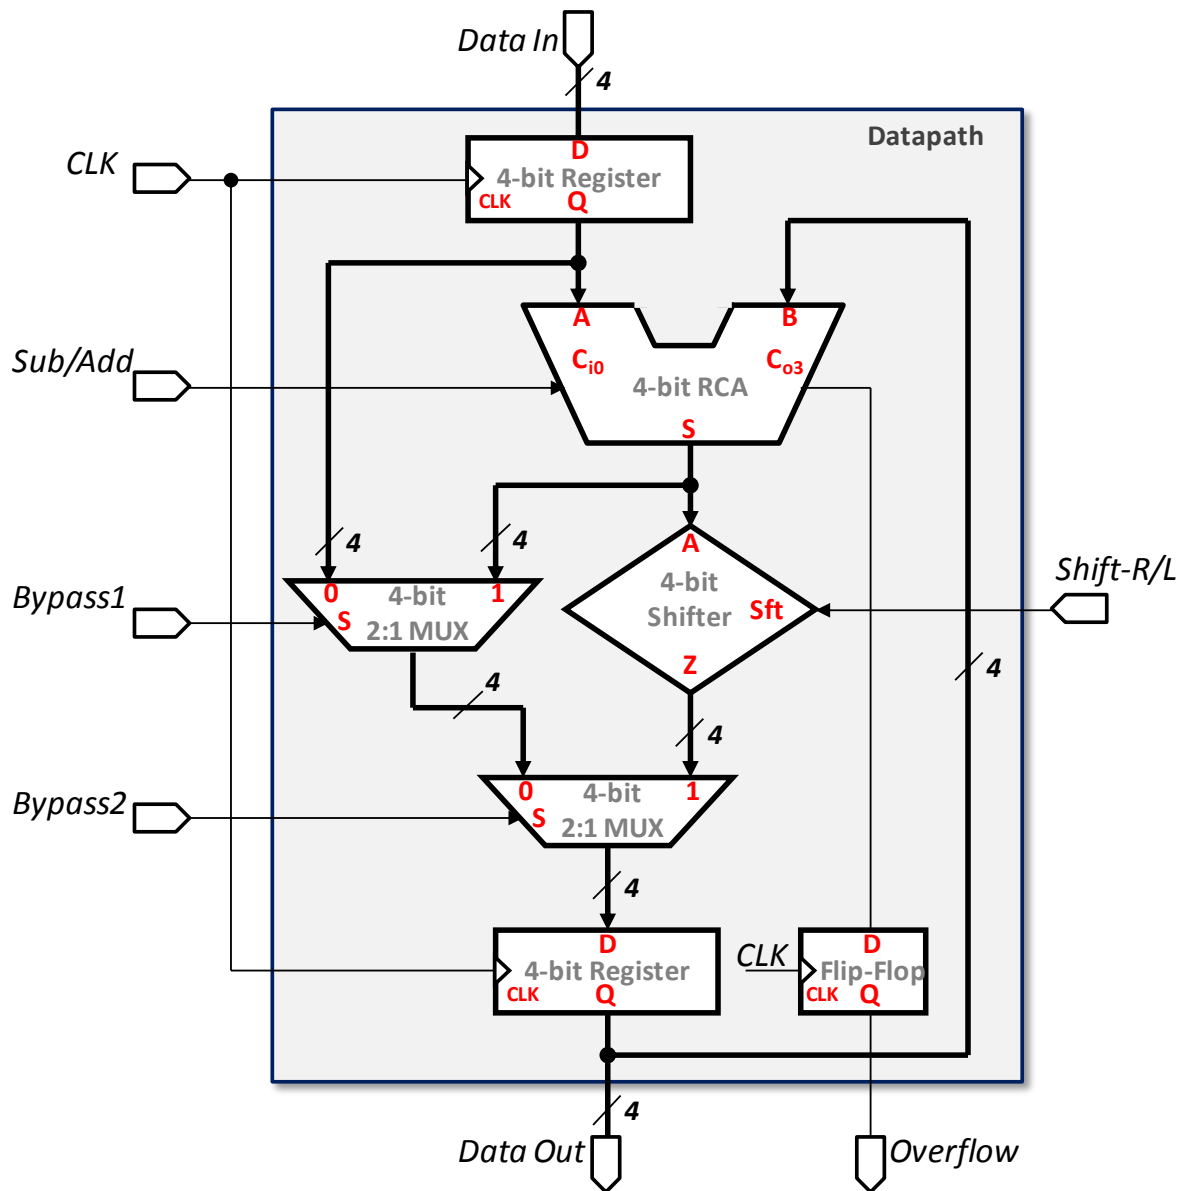 Data In
4
Datapath
CLK
D
4-bit Register
CLK Q
A B
Sub/Add
Ci0 Co3
4-bit RCA
S
4 4
A
4-bit
Shifter
Sft
Z
Shift-R/L
Bypass1
0 4-bit 1
S 2:1 MUX
4
4
4
Bypass2
0 4-bit 1
S 2:1 MUX
4
D
4-bit Register
CLK Q
CLK
D
Flip-Flop
CLK Q
4
Data Out
Overflow